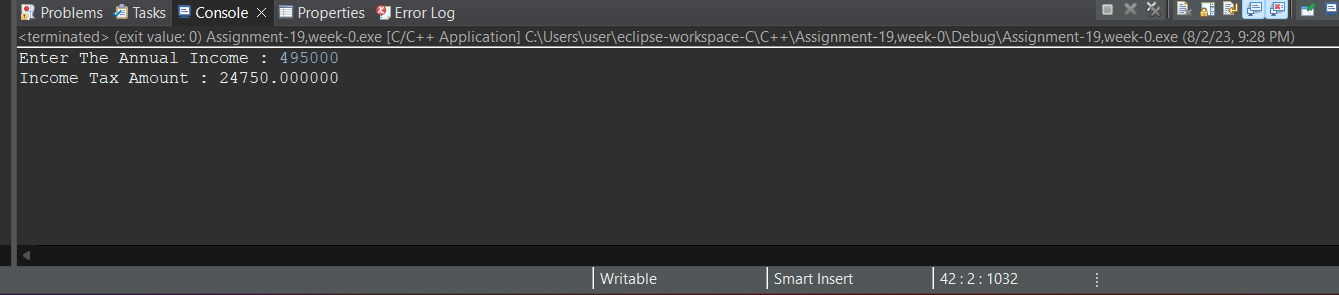 Problems Tasks Console Properties Error Log
<terminated> (exit value: 0) Assignment-19,week-0.exe [C/C++ Application] C:\Users\user\eclipse-workspace-C\C++\Assignment-19,week-0\Debug\Assignment-19,week-0.exe (8/2/23, 9:28 PM)
Enter The Annual Income : 495000
Income Tax Amount : 24750.000000
Writable Smart Insert 42 : 2 : 1032